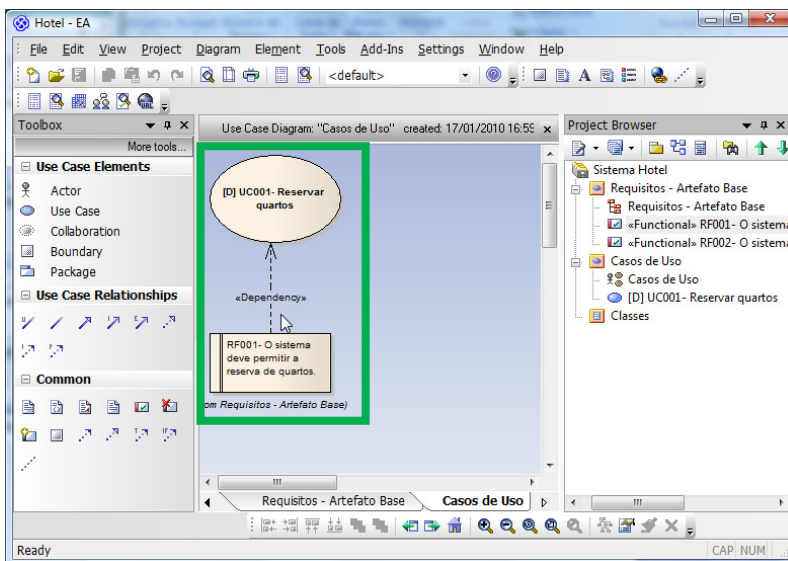 Hotel - EA
File Edit View Project Diagram Element Tools Add-Ins Settings Window Help
<default>
Toolbox
More tools...
Use Case Elements
Actor
Use Case
Collaboration
Boundary
Package
Use Case Relationships
Common
Use Case Diagram: "Casos de Uso" created: 17/01/2010 16:55
[D] UC001- Reservar
quartos
«Dependency»
RF001- O sistema
deve permitir a
reserva de quartos.
om Requisitos - Artefato Base)
Requisitos - Artefato Base Casos de Uso
Project Browser
Sistema Hotel
Requisitos - Artefato Base
Requisitos - Artefato Base
«Functional» RF001- O sistema
«Functional» RF002- O sistema
Casos de Uso
Casos de Uso
[D] UC001- Reservar quartos
Classes
Ready
CAP NUM